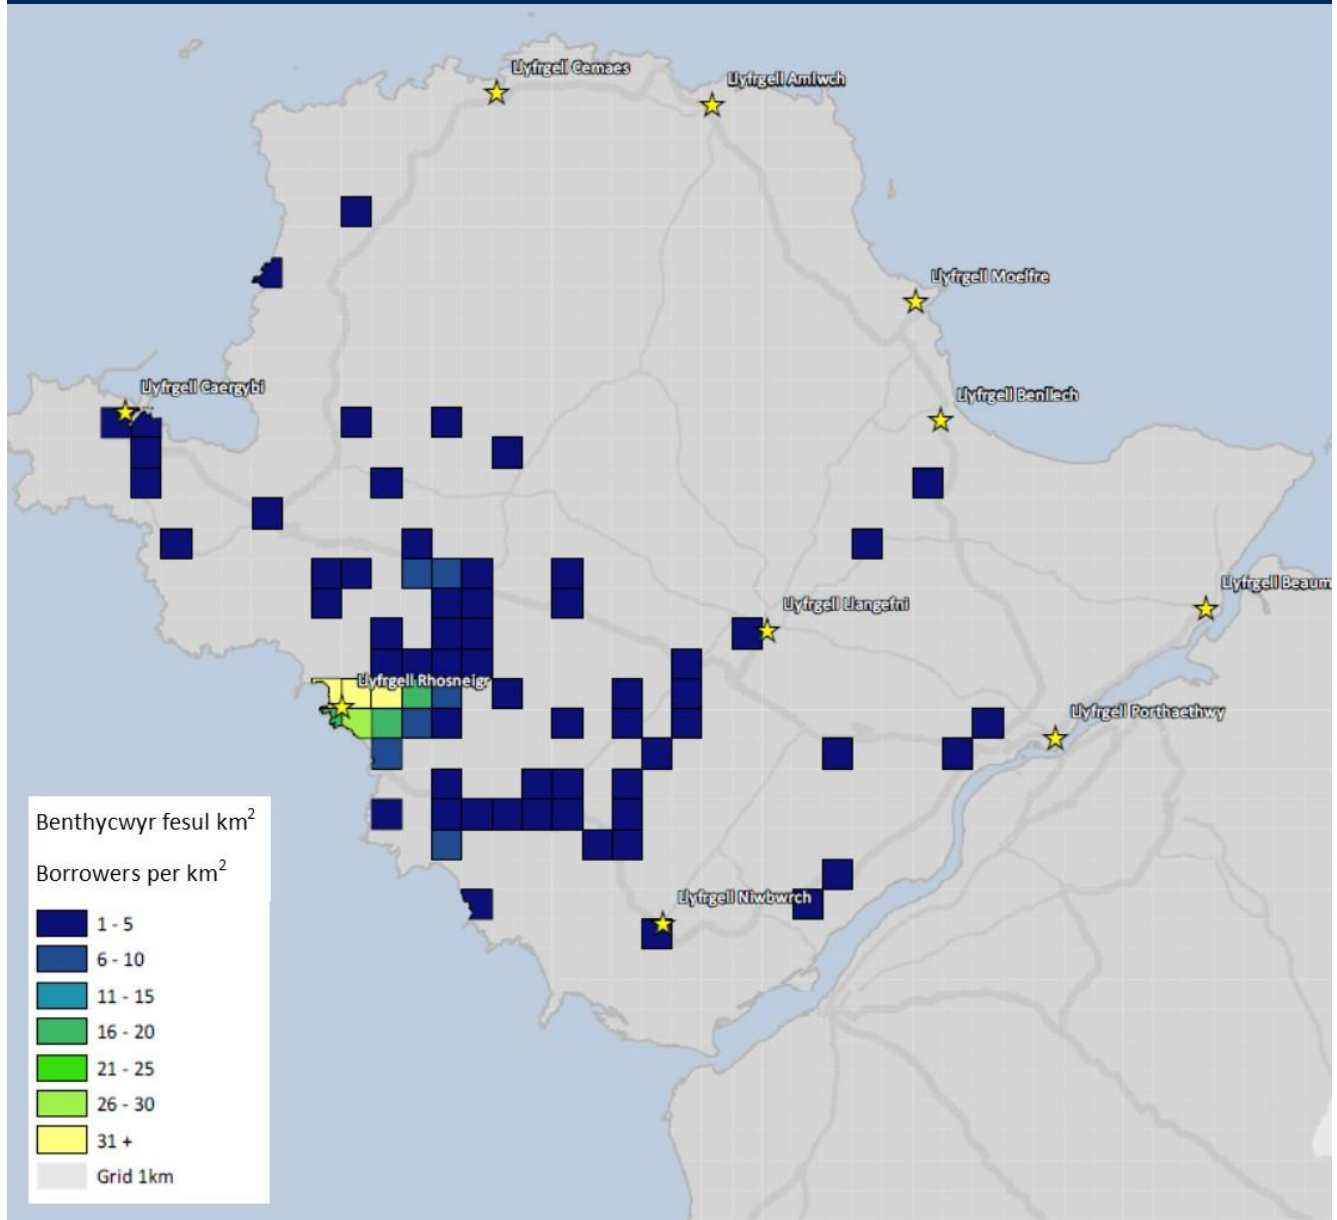 Llyfrgell Cemaes
Llyfrgell Amlwch
Llyfrgell Moelfre
Llyfrgell Caergybi
Llyfrgell Benllech
Llyfrgell Beaum
Llyfrgell Llangefni
Llyfrgell Rhosneigr
Llyfrgell Porthaethwy
Llyfrgell Niwbwrch
Benthycwyr fesul km²
Borrowers per km²
1 - 5
6 - 10
11 - 15
16 - 20
21 - 25
26 - 30
31 +
Grid 1km